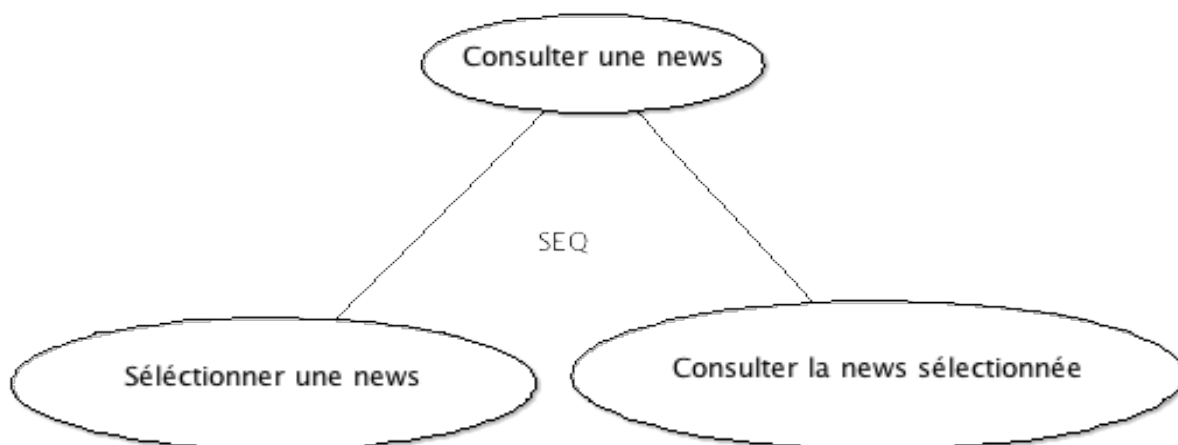 Consulter une news
SEQ
Séléctionner une news
Consulter la news sélectionnée